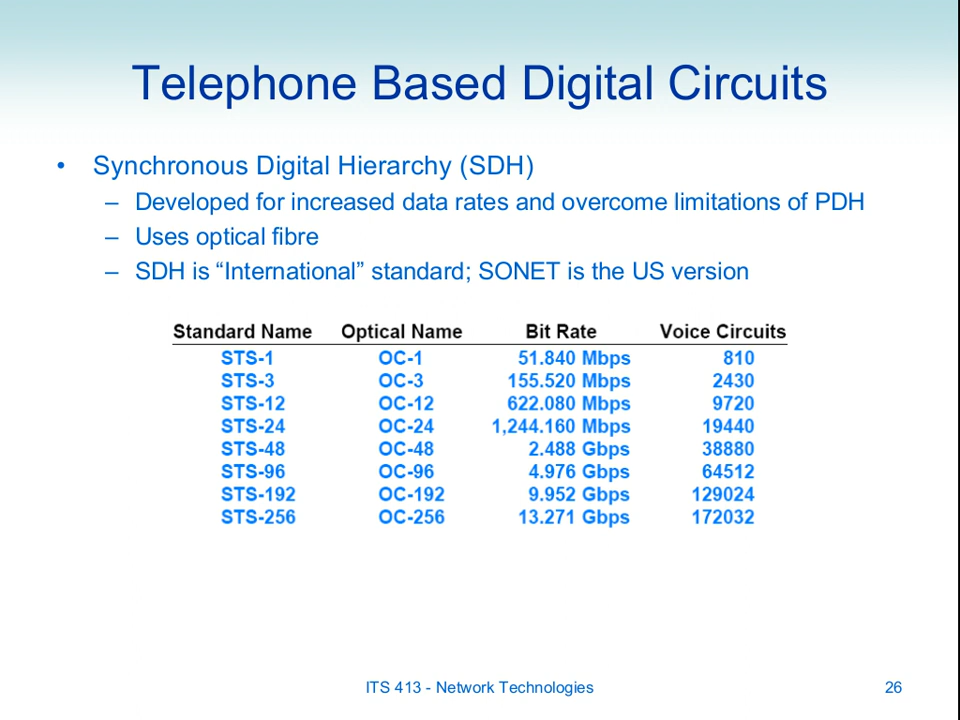 Telephone Based Digital Circuits
• Synchronous Digital Hierarchy (SDH)
– Developed for increased data rates and overcome limitations of PDH
– Uses optical fibre
– SDH is “International” standard; SONET is the US version
Standard Name Optical Name Bit Rate Voice Circuits
STS-1 OC-1 51.840 Mbps 810
STS-3 OC-3 155.520 Mbps 2430
STS-12 OC-12 622.080 Mbps 9720
STS-24 OC-24 1,244.160 Mbps 19440
STS-48 OC-48 2.488 Gbps 38880
STS-96 OC-96 4.976 Gbps 64512
STS-192 OC-192 9.952 Gbps 129024
STS-256 OC-256 13.271 Gbps 172032
ITS 413 - Network Technologies 26